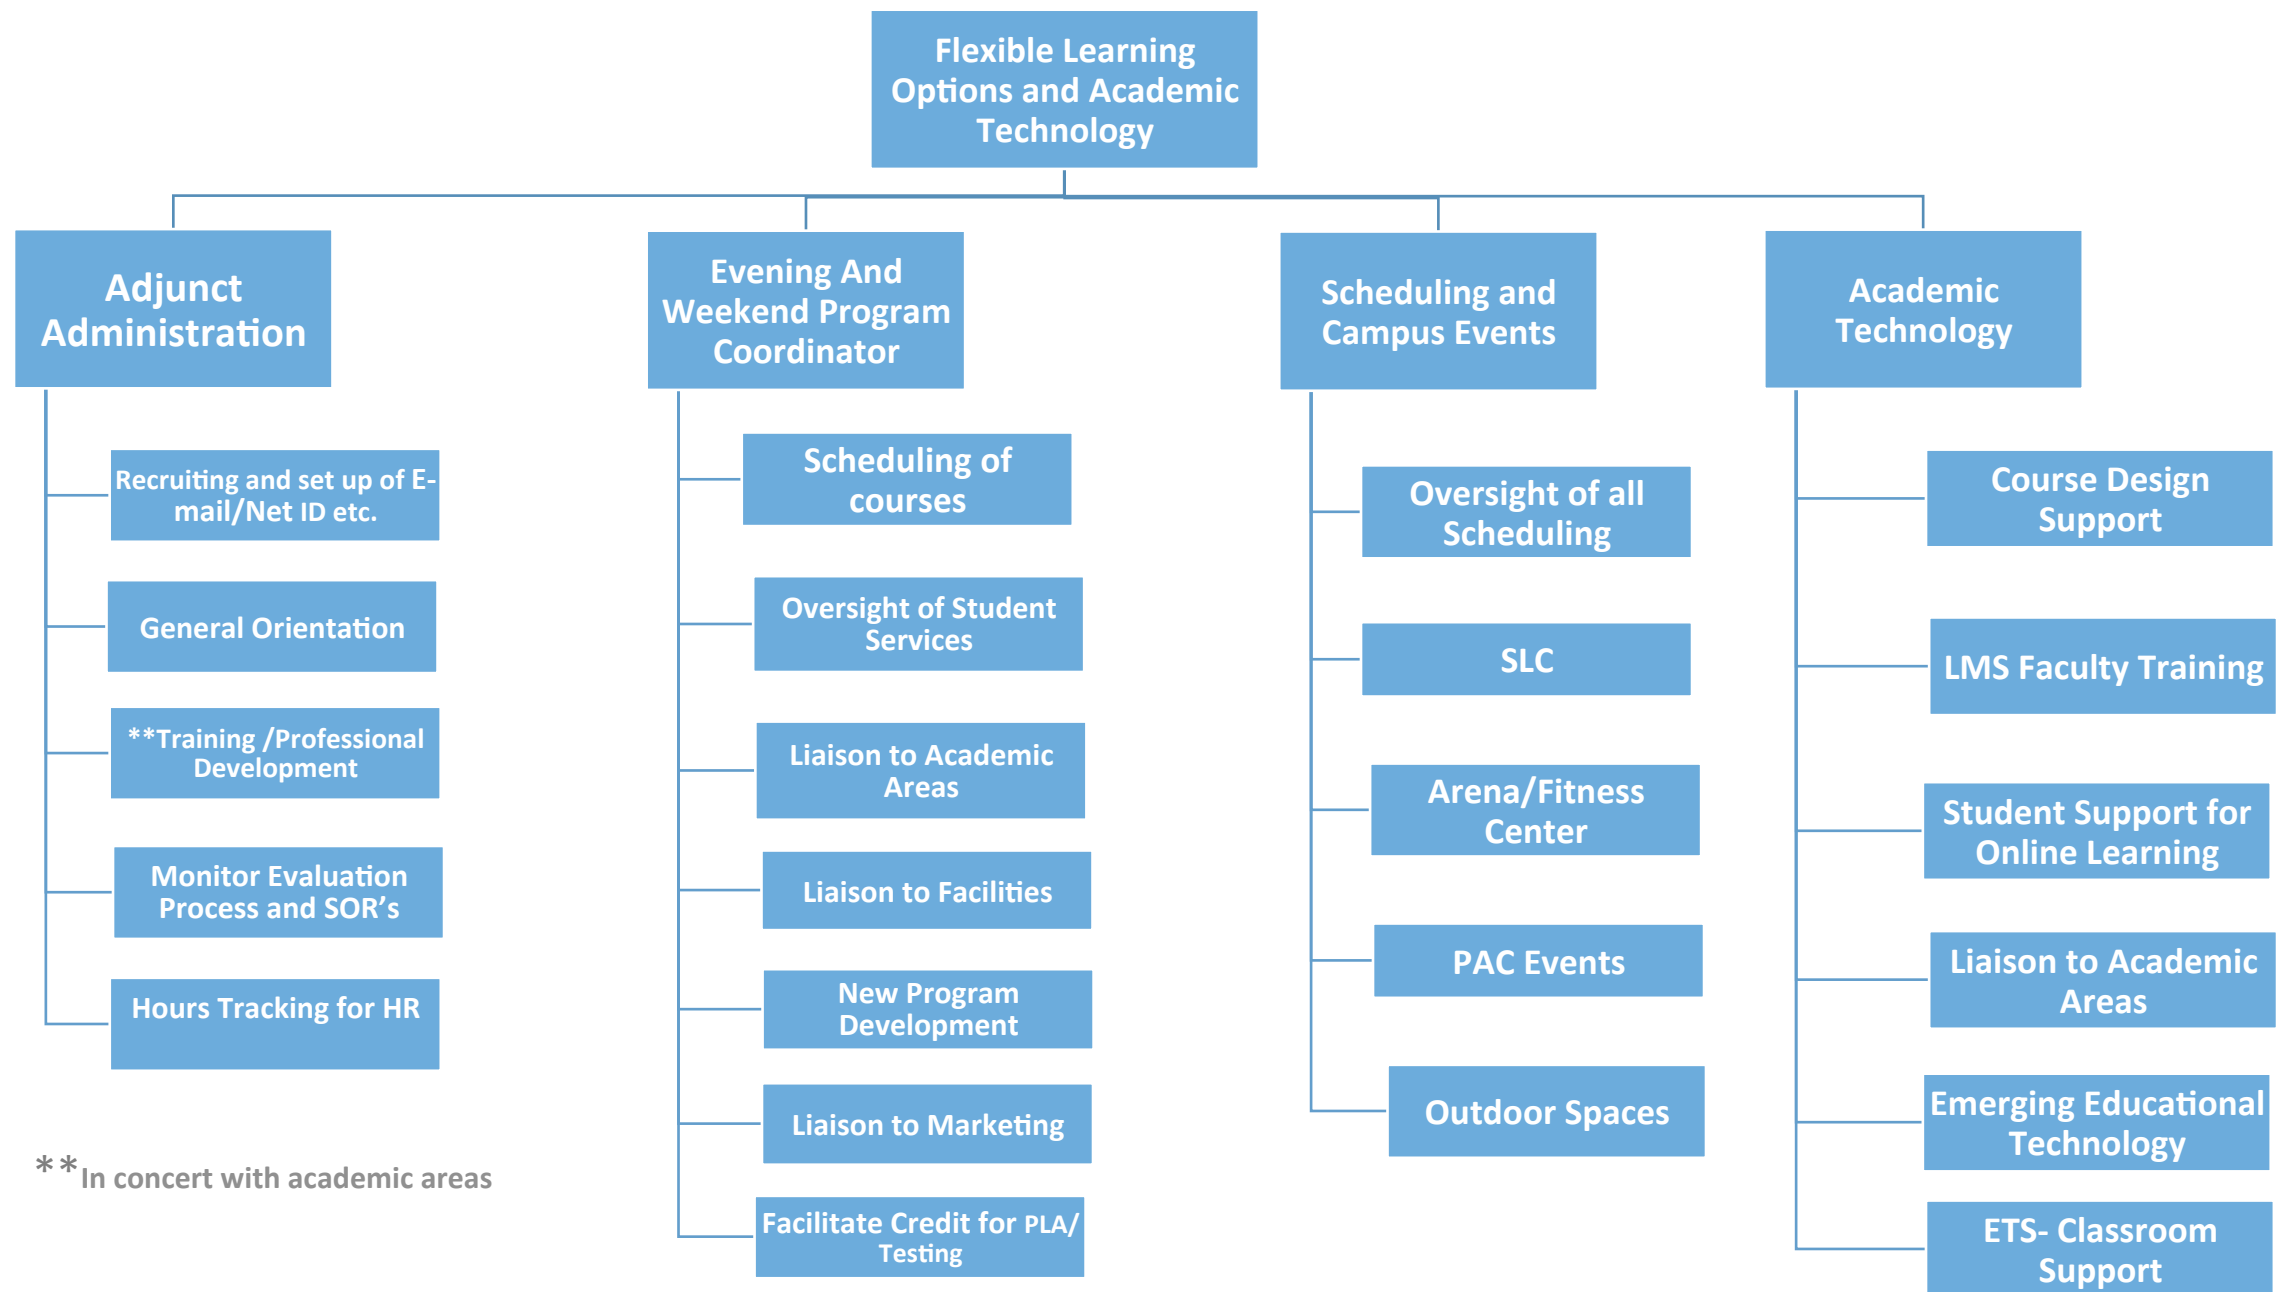 Flexible Learning
Options and Academic
Technology
Adjunct
Administration
Recruiting and set up of E-
mail/Net ID etc.
General Orientation
**Training /Professional
Development
Monitor Evaluation
Process and SOR’s
Hours Tracking for HR
Evening And
Weekend Program
Coordinator
Scheduling of
courses
Oversight of Student
Services
Liaison to Academic
Areas
Liaison to Facilities
New Program
Development
Liaison to Marketing
Facilitate Credit for PLA/
Testing
Scheduling and
Campus Events
Oversight of all
Scheduling
SLC
Arena/Fitness
Center
PAC Events
Outdoor Spaces
Academic
Technology
Course Design
Support
LMS Faculty Training
Student Support for
Online Learning
Liaison to Academic
Areas
Emerging Educational
Technology
ETS- Classroom
Support
**In concert with academic areas